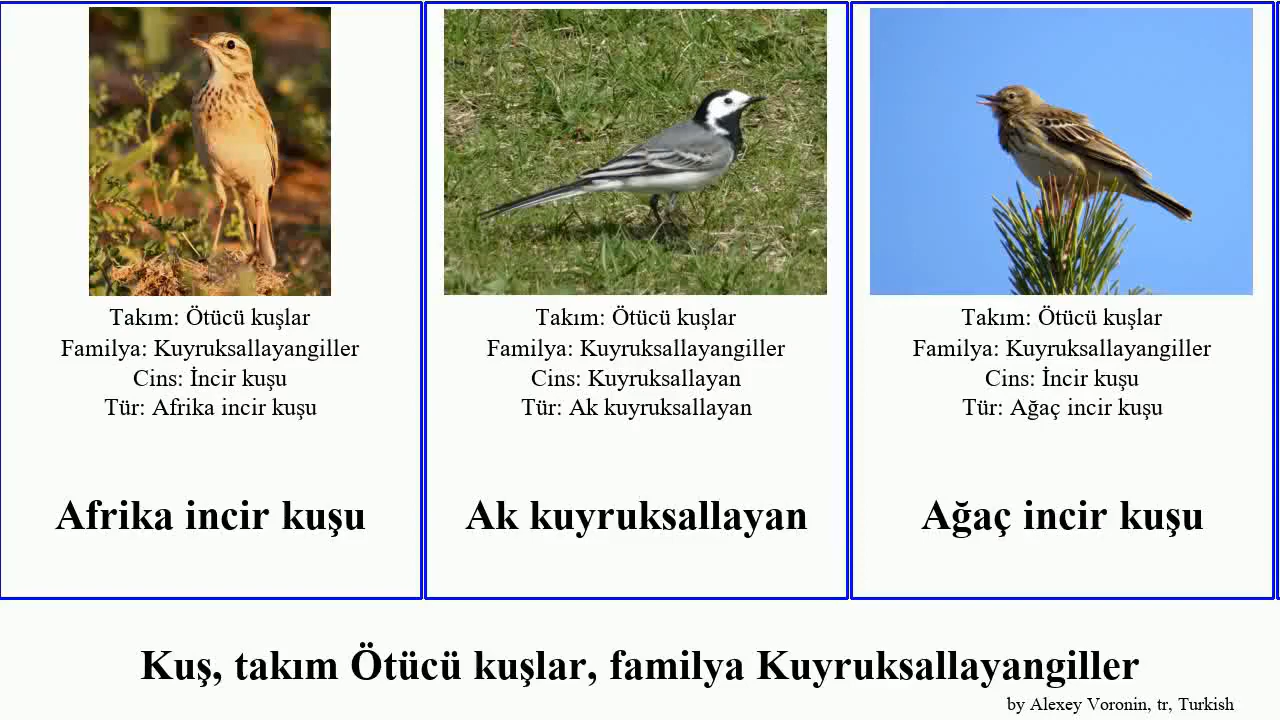 Takım: Ötücü kuşlar
Familya: Kuyruksallayangiller
Cins: İncir kuşu
Tür: Afrika incir kuşu
Afrika incir kuşu
Takım: Ötücü kuşlar
Familya: Kuyruksallayangiller
Cins: Kuyruksallayan
Tür: Ak kuyruksallayan
Ak kuyruksallayan
Takım: Ötücü kuşlar
Familya: Kuyruksallayangiller
Cins: İncir kuşu
Tür: Ağaç incir kuşu
Ağaç incir kuşu
Kuş, takım Ötücü kuşlar, familya Kuyruksallayangiller
by Alexey Voronin, tr, Turkish